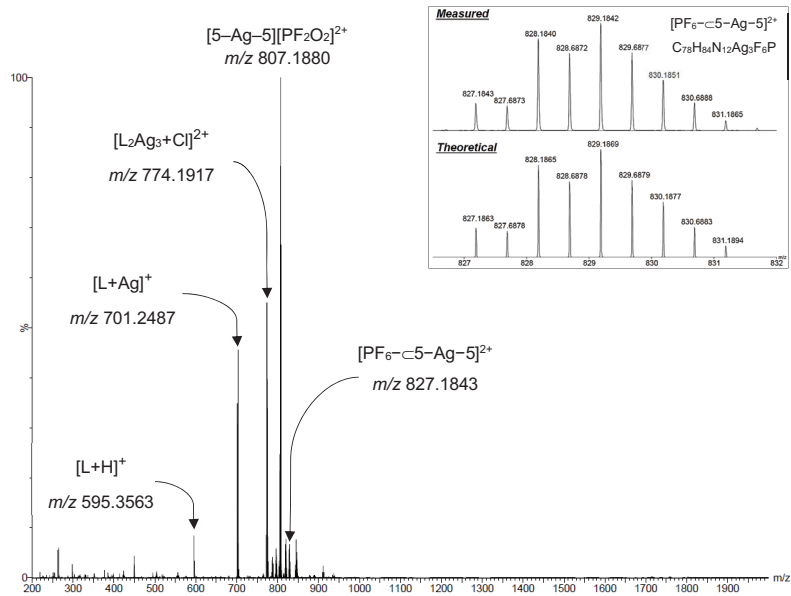 [5–Ag–5][PF₂O₂]²⁺
m/z 807.1880
100
[L₂Ag₃+Cl]²⁺
m/z 774.1917
[L+Ag]⁺
m/z 701.2487
%
[PF₆–⊂5–Ag–5]²⁺
m/z 827.1843
[L+H]⁺
m/z 595.3563
0
200 300 400 500 600 700 800 900 1000 1100 1200 1300 1400 1500 1600 1700 1800 1900 m/z
Measured
[PF₆–⊂5-Ag-5]²⁺
C₇₈H₈₄N₁₂Ag₃F₆P
827.1843 827.6873 828.1840 828.6872 829.1842 829.6877 830.1851 830.6888 831.1865
Theoretical
827.1863 827.6878 828.1865 828.6878 829.1869 829.6879 830.1877 830.6883 831.1894
827 828 829 830 831 832 m/z